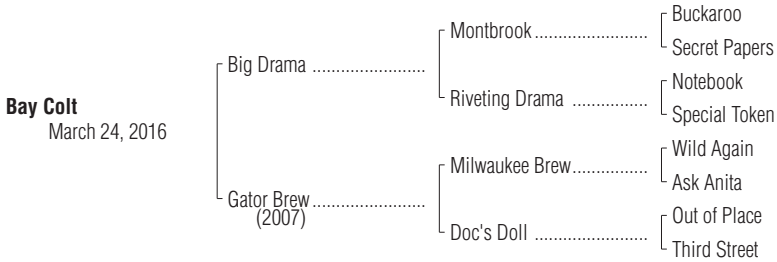 Buckaroo
Montbrook
Secret Papers
Big Drama
Notebook
Riveting Drama
Special Token
Bay Colt
March 24, 2016
Wild Again
Milwaukee Brew
Ask Anita
Gator Brew
(2007)
Out of Place
Doc's Doll
Third Street